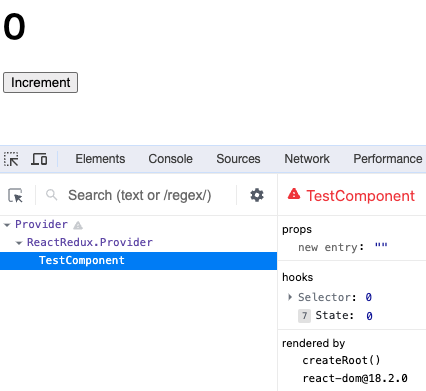 0
Increment
Elements Console Sources Network Performance
Search (text or /regex/)
TestComponent
Provider
ReactRedux.Provider
TestComponent
props
new entry: ""
hooks
Selector: 0
7 State: 0
rendered by
createRoot()
react-dom@18.2.0